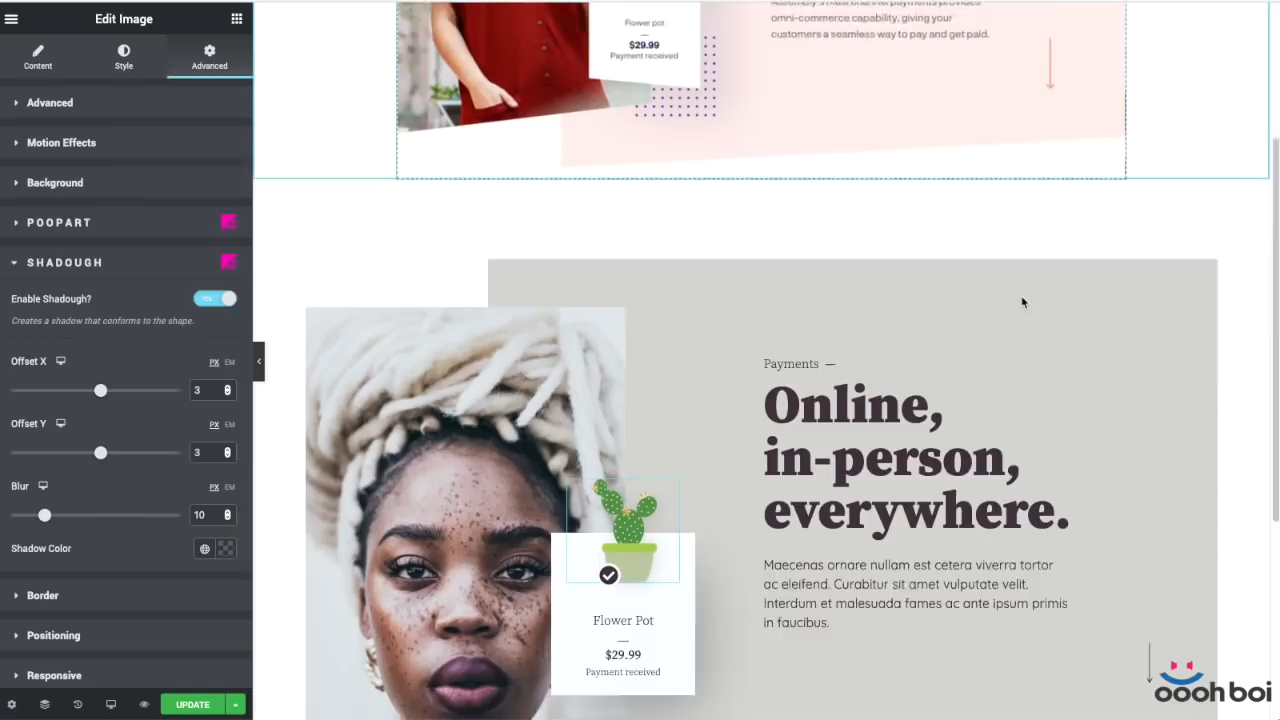 Edit Image
Content
Style
Advanced
Advanced
Motion Effects
Background
POOPART
SHADOUGH
Enable Shadough?
YES
Creates a shadow that conforms to the shape.
Offset X
PX EM
3
Offset Y
PX EM
3
Blur
PX EM
10
Shadow Color
Border
Positioning
Responsive
UPDATE
Flower pot
—
$29.99
Payment received
omni-commerce capability, giving your
customers a seamless way to pay and get paid.
Payments —
Online,
in-person,
everywhere.
Maecenas ornare nullam est cetera viverra tortor
ac eleifend. Curabitur sit amet vulputate velit.
Interdum et malesuada fames ac ante ipsum primis
in faucibus.
Flower Pot
—
$29.99
Payment received
oooh boi